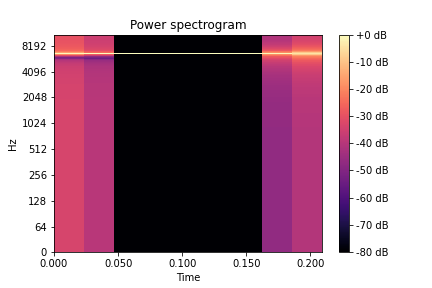 Power spectrogram
8192
4096
2048
1024
512
256
128
64
0
Hz
0.000 0.050 0.100 0.150 0.200
Time
+0 dB
-10 dB
-20 dB
-30 dB
-40 dB
-50 dB
-60 dB
-70 dB
-80 dB